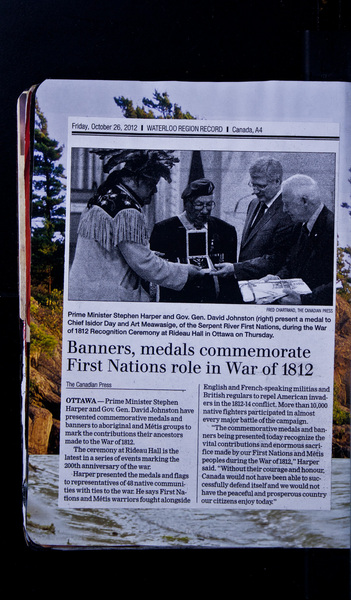 Friday, October 26, 2012 | WATERLOO REGION RECORD | Canada, A4
FRED CHARTRAND, THE CANADIAN PRESS
Prime Minister Stephen Harper and Gov. Gen. David Johnston (right) present a medal to
Chief Isidor Day and Art Meawasige, of the Serpent River First Nations, during the War
of 1812 Recognition Ceremony at Rideau Hall in Ottawa on Thursday.
Banners, medals commemorate
First Nations role in War of 1812
The Canadian Press
OTTAWA — Prime Minister Stephen
Harper and Gov. Gen. David Johnston have
presented commemorative medals and
banners to aboriginal and Métis groups to
mark the contributions their ancestors
made to the War of 1812.
The ceremony at Rideau Hall is the
latest in a series of events marking the
200th anniversary of the war.
Harper presented the medals and flags
to representatives of 48 native communi-
ties with ties to the war. He says First Na-
tions and Métis warriors fought alongside
English and French-speaking militias and
British regulars to repel American invad-
ers in the 1812-14 conflict. More than 10,000
native fighters participated in almost
every major battle of the campaign.
"The commemorative medals and ban-
ners being presented today recognize the
vital contributions and enormous sacri-
fice made by our First Nations and Métis
peoples during the War of 1812," Harper
said. "Without their courage and honour,
Canada would not have been able to suc-
cessfully defend itself and we would not
have the peaceful and prosperous country
our citizens enjoy today."